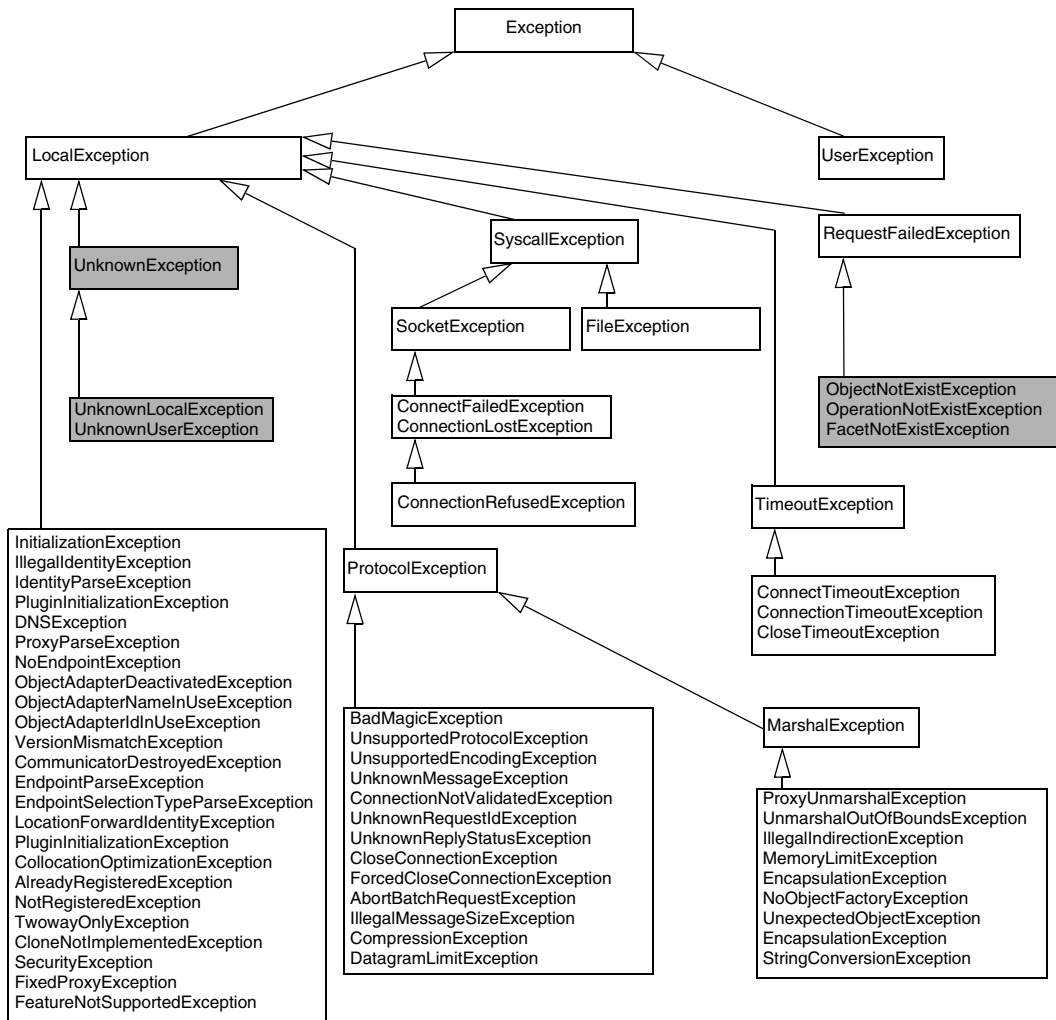 Exception
LocalException
UserException
SyscallException
RequestFailedException
UnknownException
SocketException
FileException
UnknownLocalException
UnknownUserException
ConnectFailedException
ConnectionLostException
ObjectNotExistException
OperationNotExistException
FacetNotExistException
ConnectionRefusedException
TimeoutException
InitializationException
IllegalIdentityException
IdentityParseException
PluginInitializationException
DNSException
ProxyParseException
NoEndpointException
ObjectAdapterDeactivatedException
ObjectAdapterNameInUseException
ObjectAdapterIdInUseException
VersionMismatchException
CommunicatorDestroyedException
EndpointParseException
EndpointSelectionTypeParseException
LocationForwardIdentityException
PluginInitializationException
CollocationOptimizationException
AlreadyRegisteredException
NotRegisteredException
TwowayOnlyException
CloneNotImplementedException
SecurityException
FixedProxyException
FeatureNotSupportedException
ProtocolException
ConnectTimeoutException
ConnectionTimeoutException
CloseTimeoutException
BadMagicException
UnsupportedProtocolException
UnsupportedEncodingException
UnknownMessageException
ConnectionNotValidatedException
UnknownRequestIdException
UnknownReplyStatusException
CloseConnectionException
ForcedCloseConnectionException
AbortBatchRequestException
IllegalMessageSizeException
CompressionException
DatagramLimitException
MarshalException
ProxyUnmarshalException
UnmarshalOutOfBoundsException
IllegalIndirectionException
MemoryLimitException
EncapsulationException
NoObjectFactoryException
UnexpectedObjectException
EncapsulationException
StringConversionException